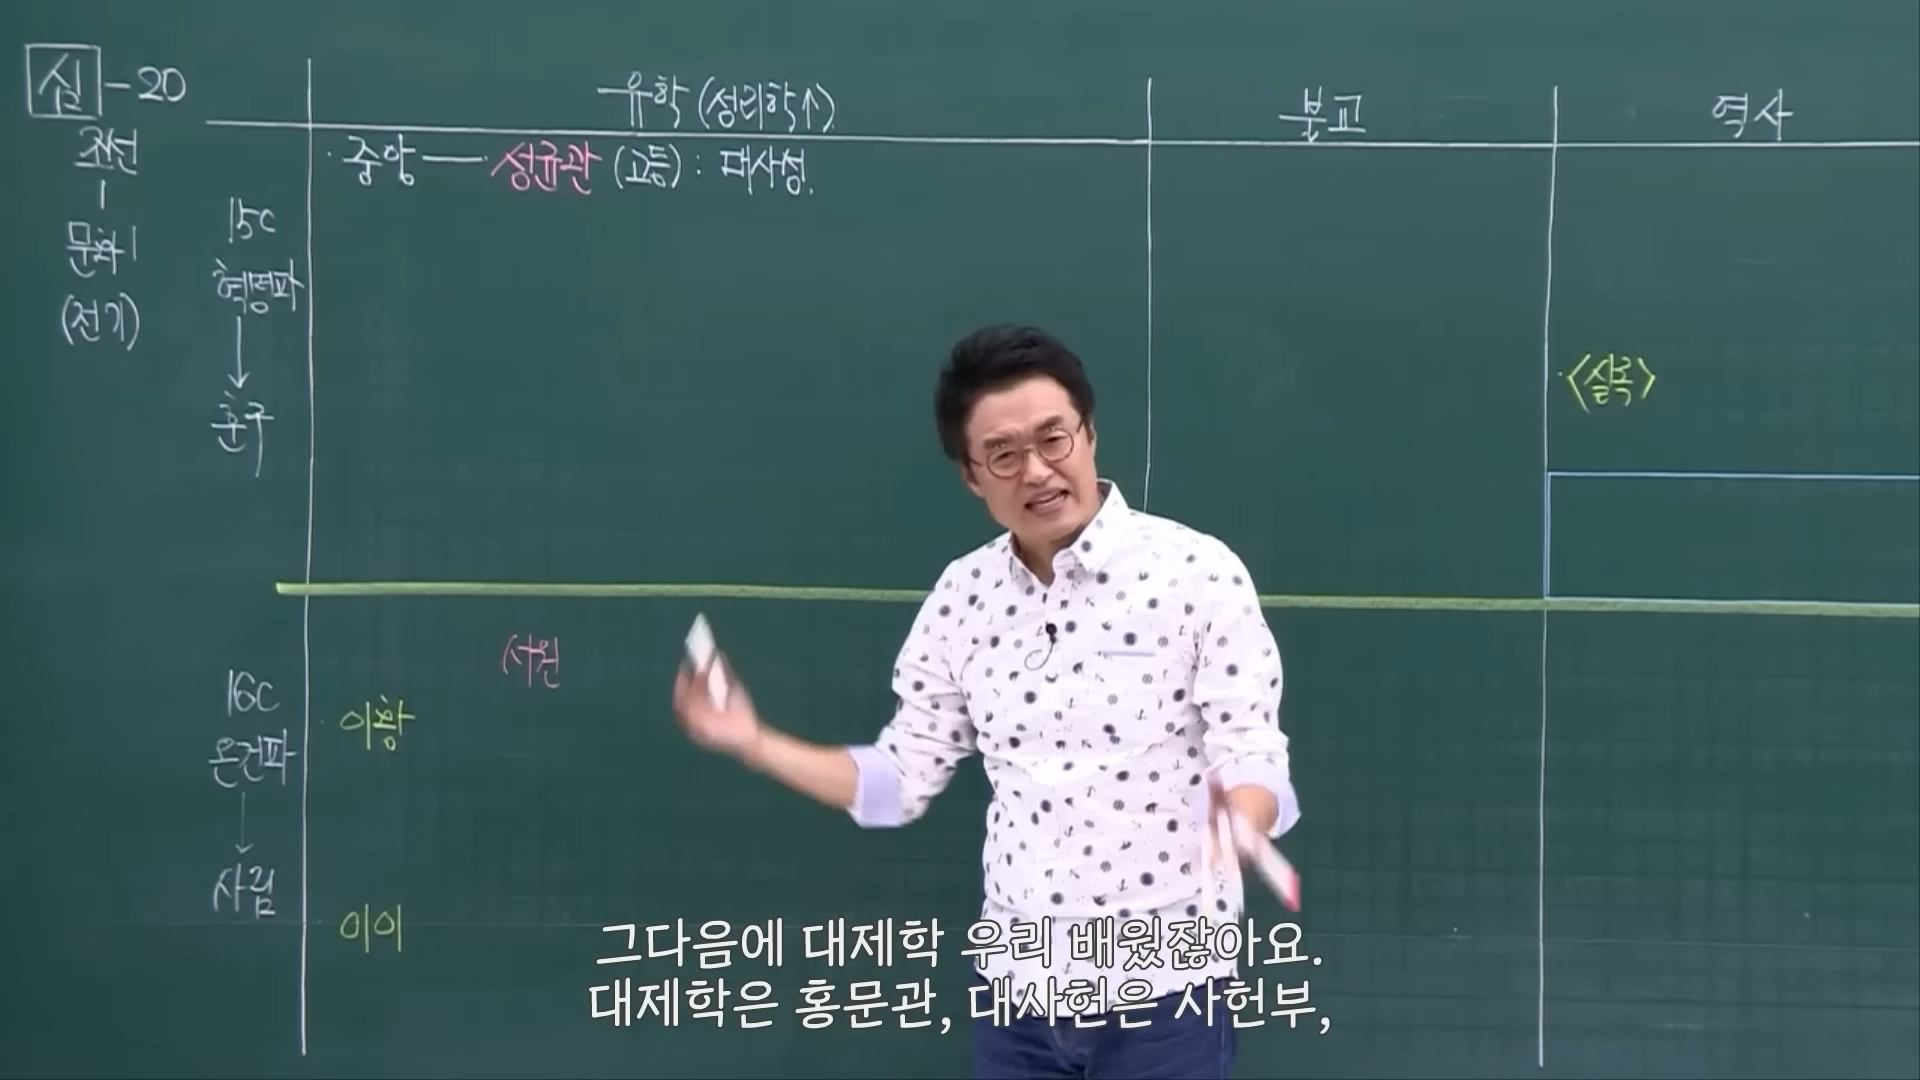 심-20
조선
문화1
(전기)
유학(성리학↑)
불교
역사
· 중앙 — 성균관 (고등) : 대사성.
15C
혁명파
↓
훈구
·<실록>
16C
온건파
↓
사림
서원
· 이황
이이
그다음에 대제학 우리 배웠잖아요.
대제학은 홍문관, 대사헌은 사헌부,